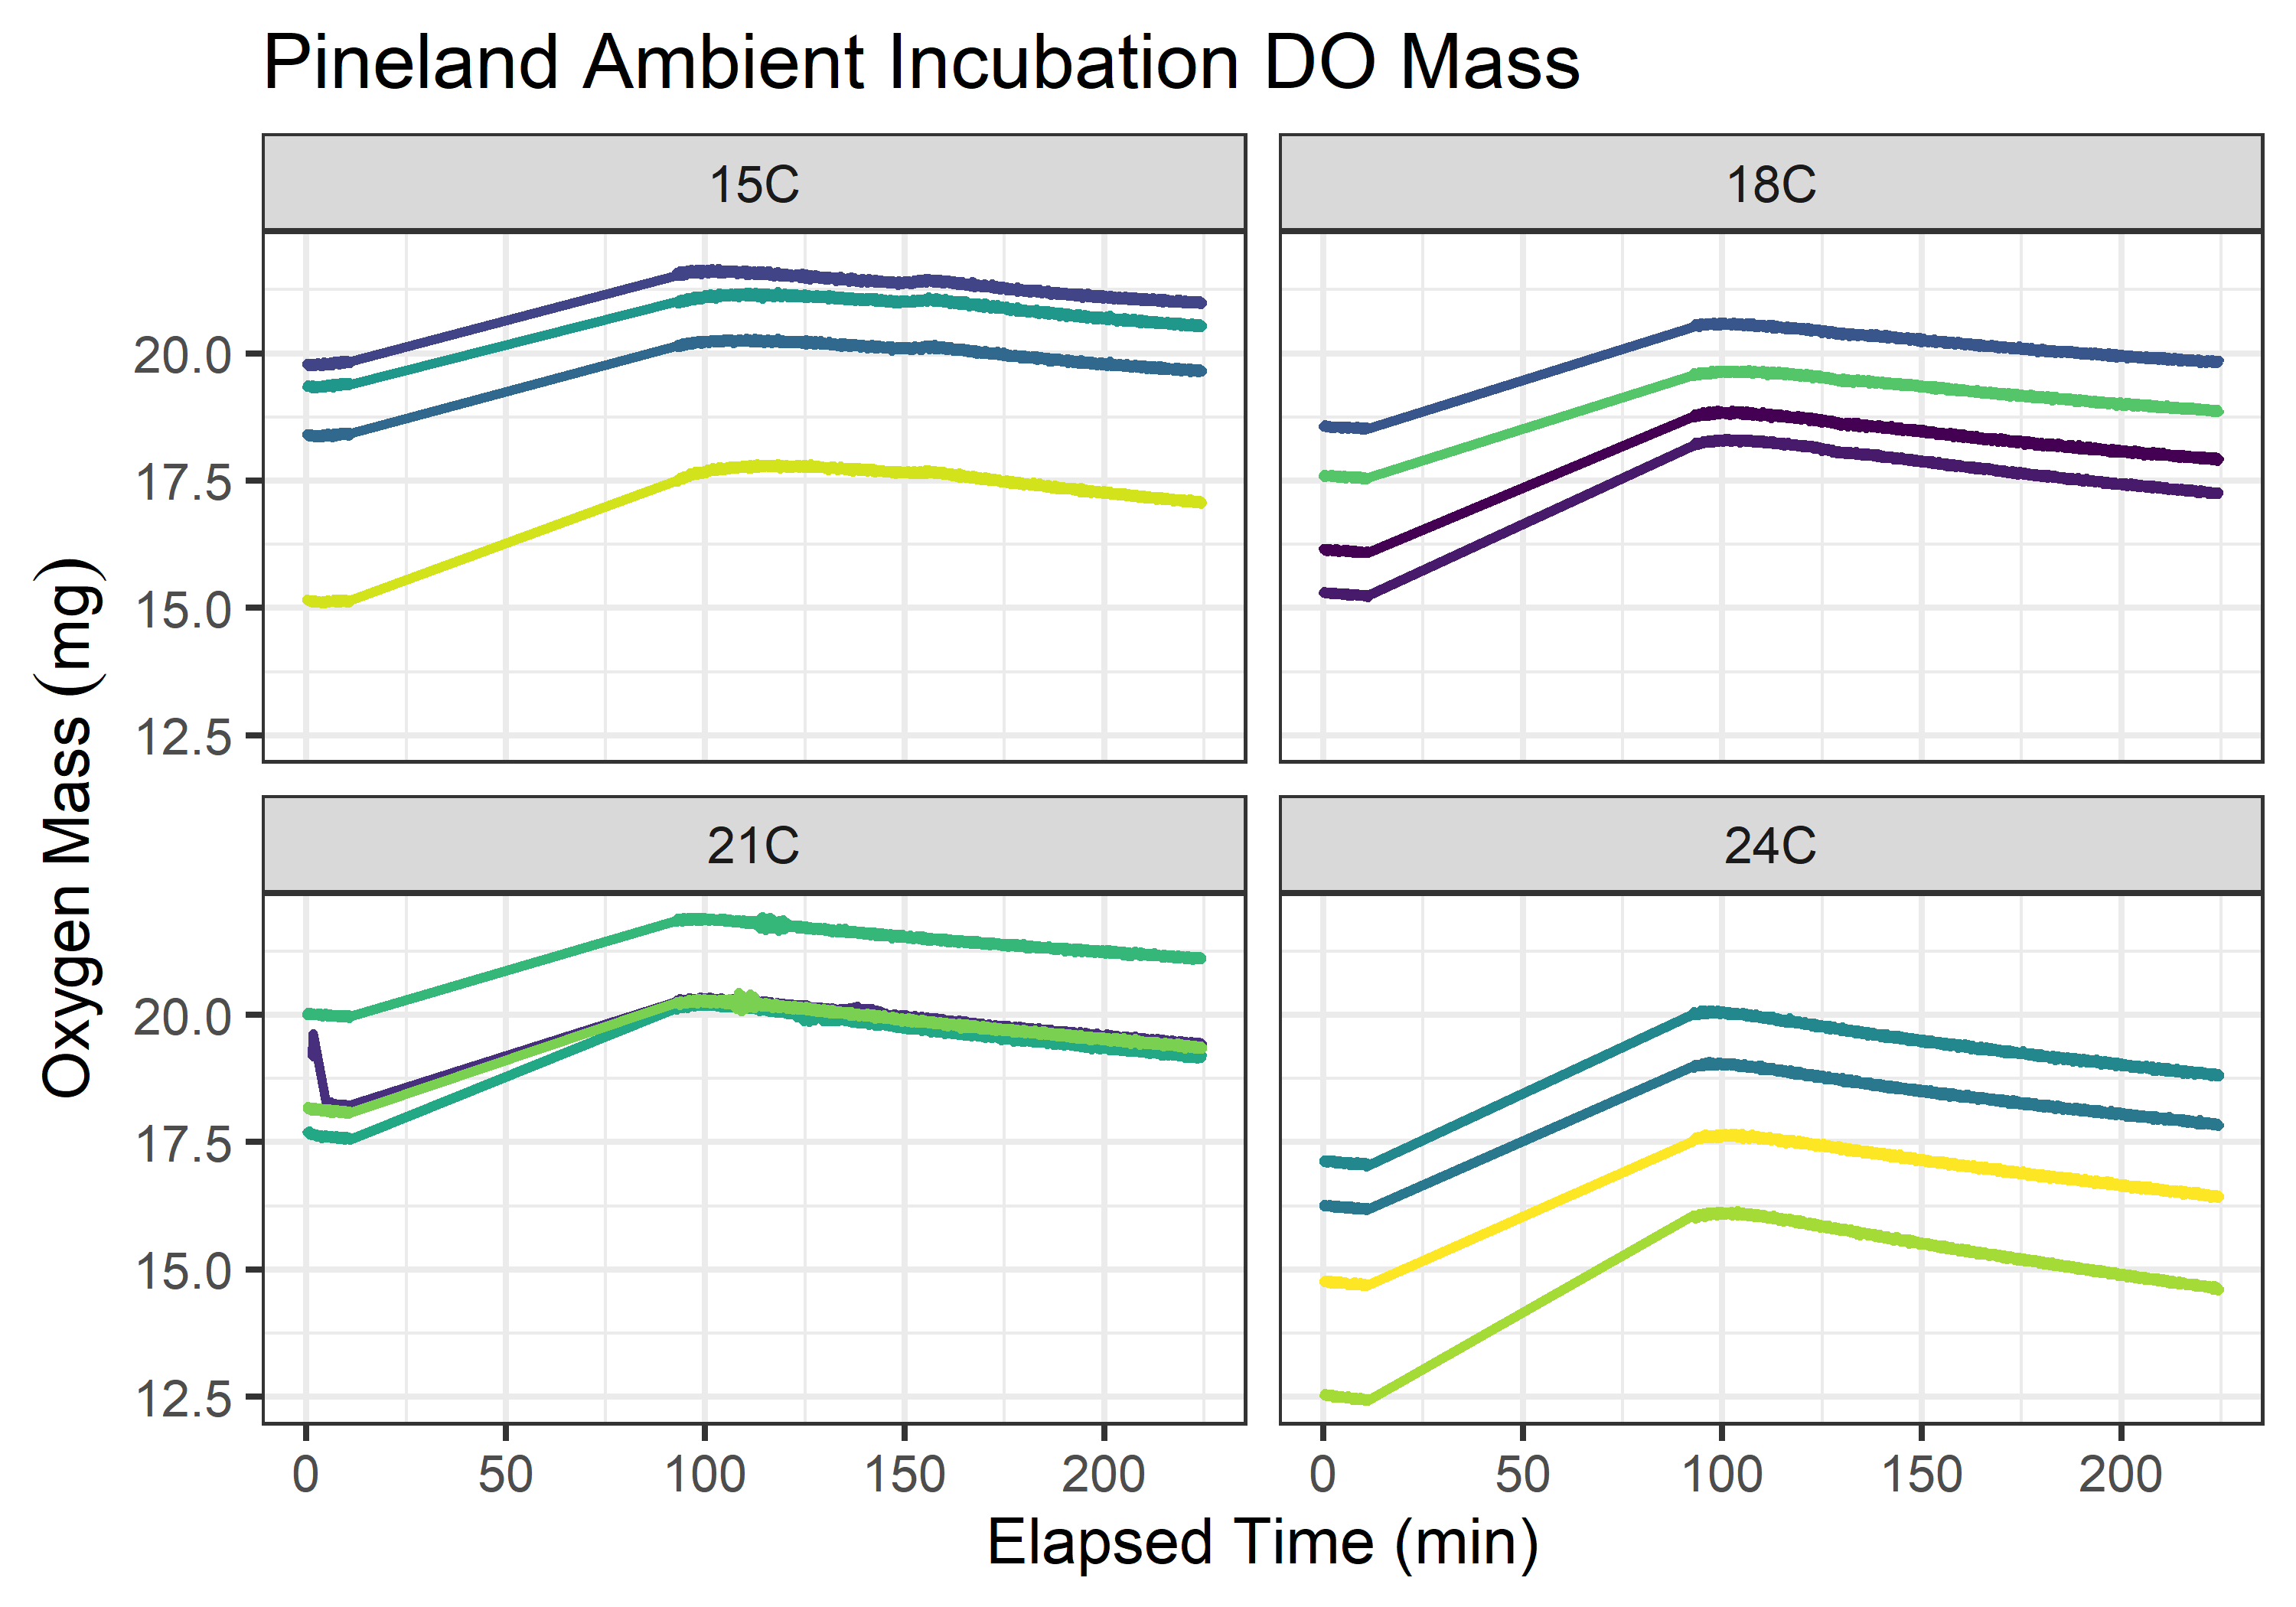 Pineland Ambient Incubation DO Mass
15C
18C
20.0
17.5
15.0
12.5
Oxygen Mass (mg)
21C
24C
20.0
17.5
15.0
12.5
0 50 100 150 200
0 50 100 150 200
Elapsed Time (min)